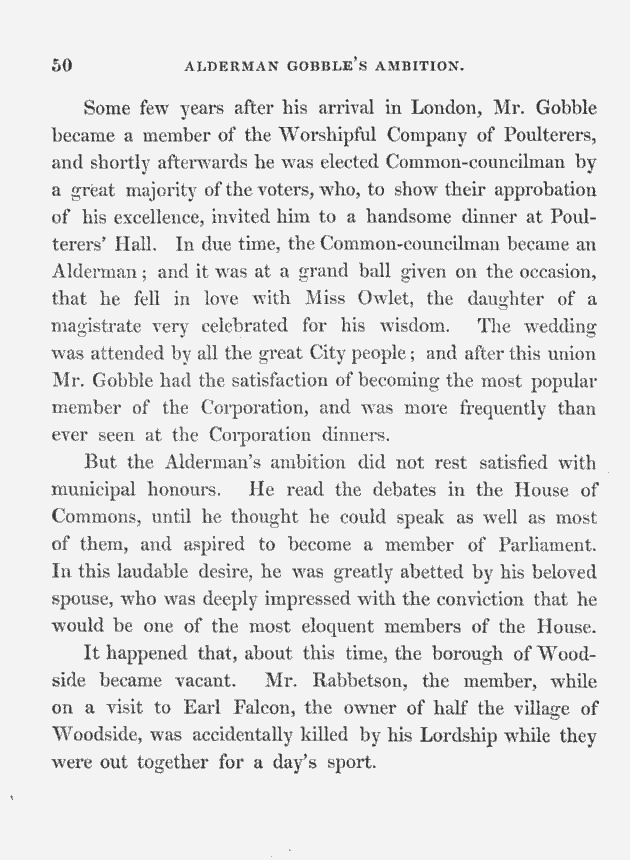 50 ALDERMAN GOBBLE'S AMBITION.
Some few years after his arrival in London, Mr. Gobble
became a member of the Worshipful Company of Poulterers,
and shortly afterwards he was elected Common-councilman by
a great majority of the voters, who, to show their approbation
of his excellence, invited him to a handsome dinner at Poul-
terers' Hall. In due time, the Common-councilman became an
Alderman; and it was at a grand ball given on the occasion,
that he fell in love with Miss Owlet, the daughter of a
magistrate very celebrated for his wisdom. The wedding
was attended by all the great City people; and after this union
Mr. Gobble had the satisfaction of becoming the most popular
member of the Corporation, and was more frequently than
ever seen at the Corporation dinners.
But the Alderman's ambition did not rest satisfied with
municipal honours. He read the debates in the House of
Commons, until he thought he could speak as well as most
of them, and aspired to become a member of Parliament.
In this laudable desire, he was greatly abetted by his beloved
spouse, who was deeply impressed with the conviction that he
would be one of the most eloquent members of the House.
It happened that, about this time, the borough of Wood-
side became vacant. Mr. Rabbetson, the member, while
on a visit to Earl Falcon, the owner of half the village of
Woodside, was accidentally killed by his Lordship while they
were out together for a day's sport.